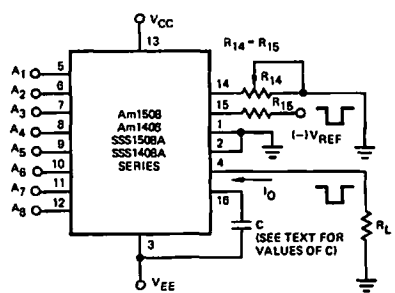 VCC
13
R14 = R15
A1 5
A2 6
A3 7
A4 8
A5 9
A6 10
A7 11
A8 12
Am1508
Am1408
SSS1508A
SSS1408A
SERIES
14 R14
15 R15
(-)VREF
1
2
4
IO
16
C
(SEE TEXT FOR
VALUES OF C)
RL
3
VEE